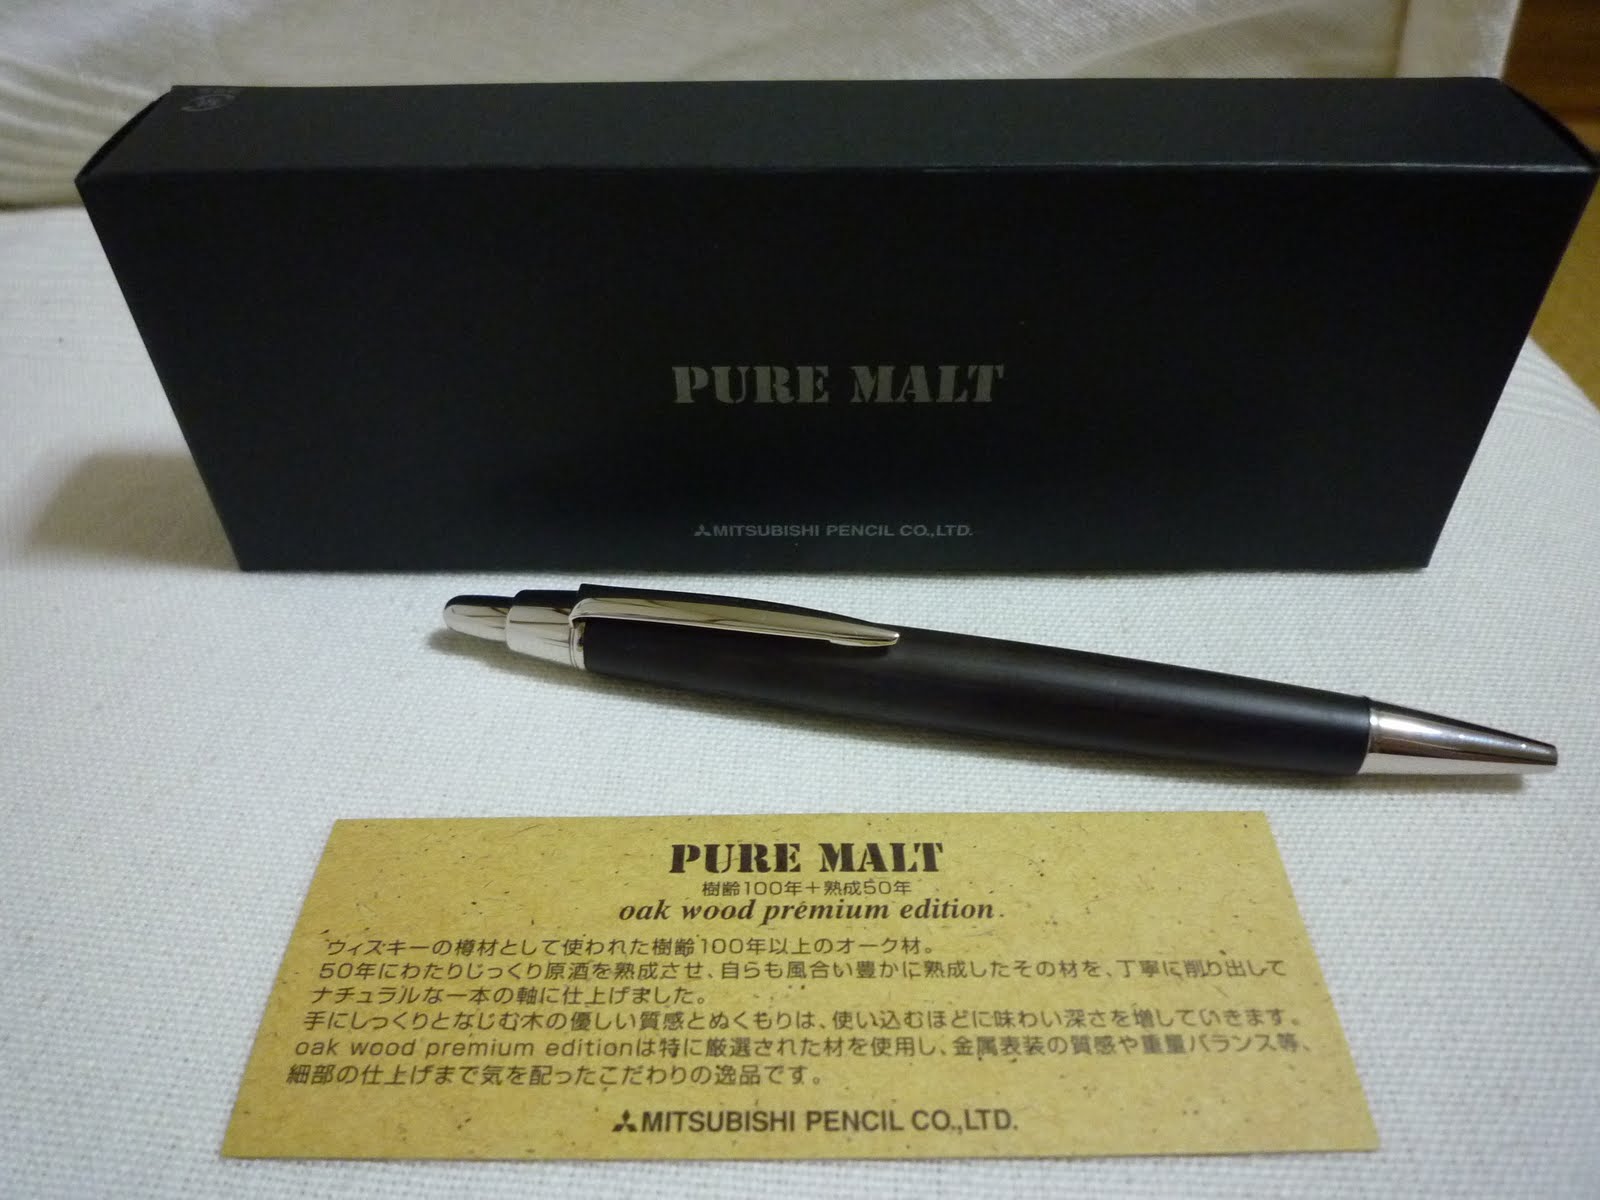 PURE MALT
MITSUBISHI PENCIL CO.,LTD.
PURE MALT
樹齢100年＋熟成50年
oak wood premium edition.
ウィスキーの樽材として使われた樹齢100年以上のオーク材。
50年にわたりじっくり原酒を熟成させ、自らも風合い豊かに熟成したその材を、丁寧に削り出して
ナチュラルな一本の軸に仕上げました。
手にしっくりとなじむ木の優しい質感とぬくもりは、使い込むほどに味わい深さを増していきます。
oak wood premium editionは特に厳選された材を使用し、金属表装の質感や重量バランス等、
細部の仕上げまで気を配ったこだわりの逸品です。
MITSUBISHI PENCIL CO.,LTD.